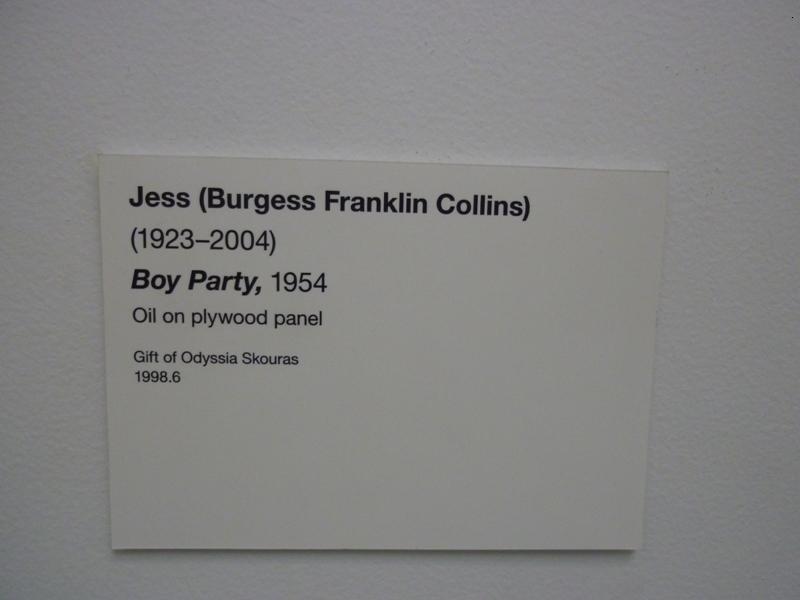 Jess (Burgess Franklin Collins)
(1923–2004)
Boy Party, 1954
Oil on plywood panel
Gift of Odyssia Skouras
1998.6